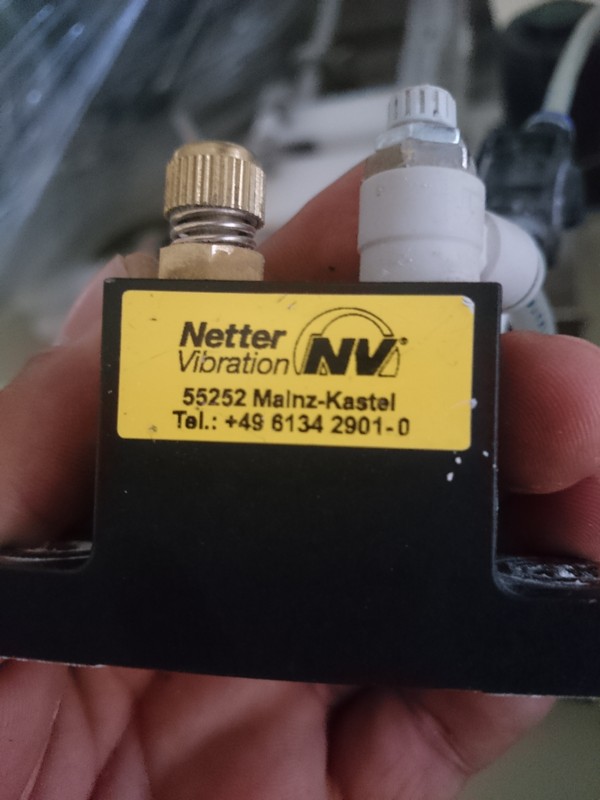 Netter
Vibration
NV®
55252 Mainz-Kastel
Tel.: +49 6134 2901-0